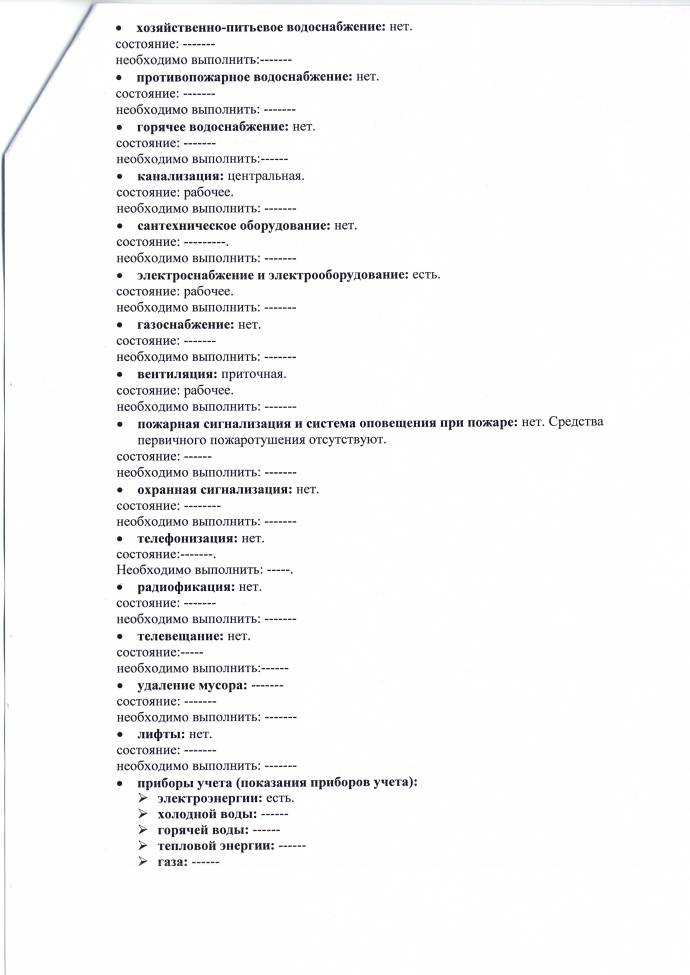 • хозяйственно-питьевое водоснабжение: нет.
состояние: -------
необходимо выполнить:-------
• противопожарное водоснабжение: нет.
состояние: -------
необходимо выполнить: -------
• горячее водоснабжение: нет.
состояние: -------
необходимо выполнить:------
• канализация: центральная.
состояние: рабочее.
необходимо выполнить: -------
• сантехническое оборудование: нет.
состояние: ---------.
необходимо выполнить: -------
• электроснабжение и электрооборудование: есть.
состояние: рабочее.
необходимо выполнить: -------
• газоснабжение: нет.
состояние: -------
необходимо выполнить: -------
• вентиляция: приточная.
состояние: рабочее.
необходимо выполнить: -------
• пожарная сигнализация и система оповещения при пожаре: нет. Средства
первичного пожаротушения отсутствуют.
состояние: ------
необходимо выполнить: -------
• охранная сигнализация: нет.
состояние: --------
необходимо выполнить: -------
• телефонизация: нет.
состояние:-------.
Необходимо выполнить: -----.
• радиофикация: нет.
состояние: -------
необходимо выполнить: -------
• телевещание: нет.
состояние:-----
необходимо выполнить:------
• удаление мусора: -------
состояние: -------
необходимо выполнить: -------
• лифты: нет.
состояние: -------
необходимо выполнить: -------
• приборы учета (показания приборов учета):
➢ электроэнергии: есть.
➢ холодной воды: ------
➢ горячей воды: ------
➢ тепловой энергии: ------
➢ газа: ------